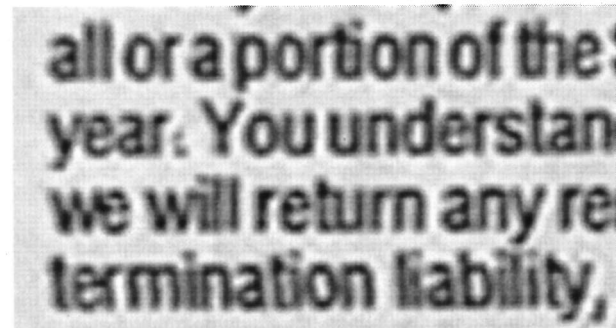 all or a portion of the
year. You understan
we will return any re
termination liability,